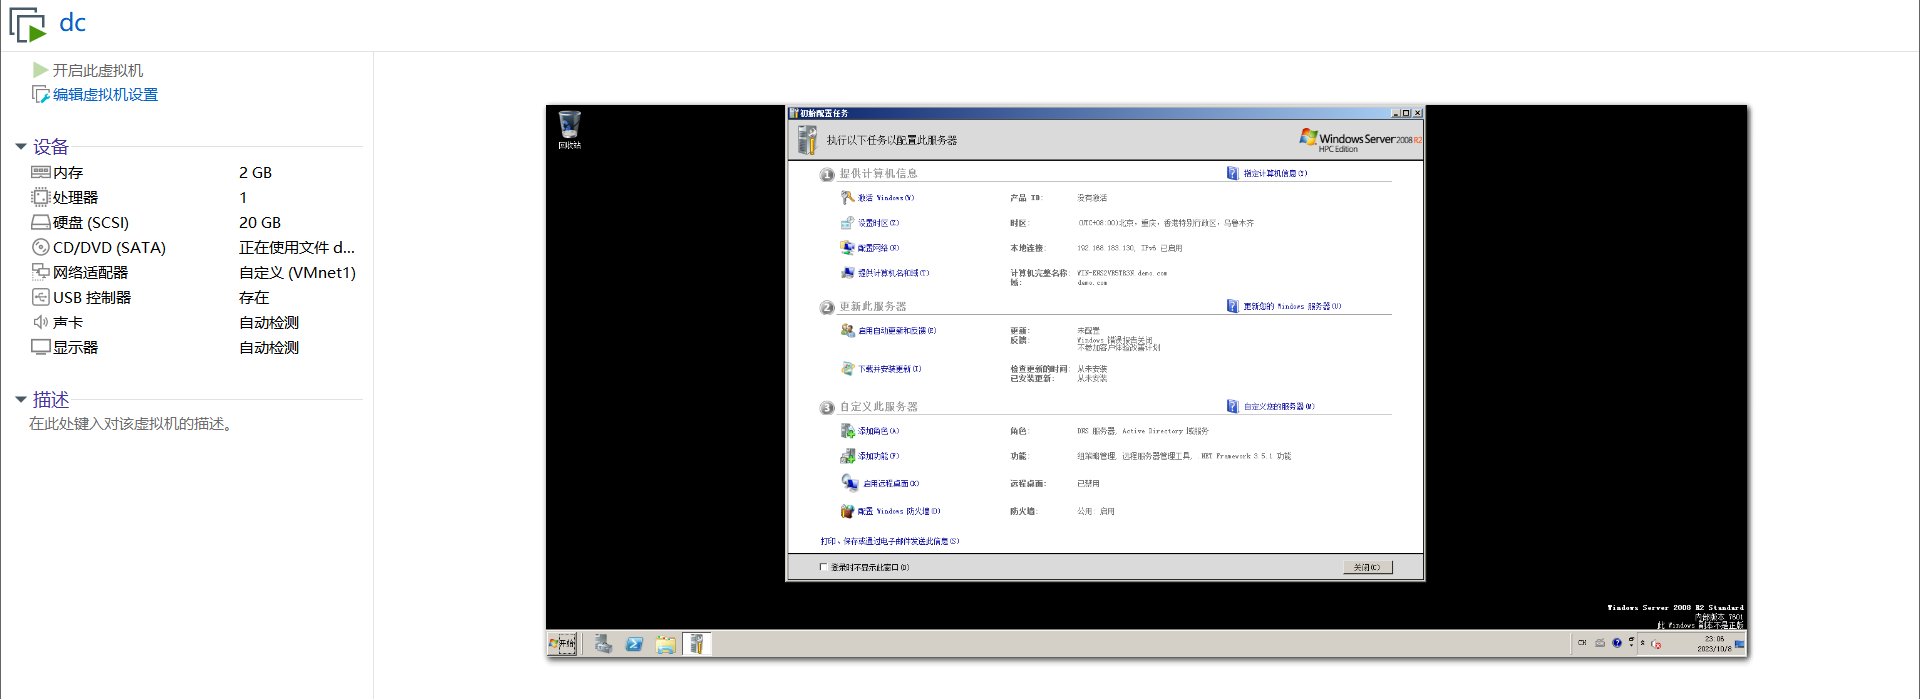 dc
开启此虚拟机
编辑虚拟机设置
设备
内存 2 GB
处理器 1
硬盘 (SCSI) 20 GB
CD/DVD (SATA) 正在使用文件 d...
网络适配器 自定义 (VMnet1)
USB 控制器 存在
声卡 自动检测
显示器 自动检测
描述
在此处键入对该虚拟机的描述。
回收站
初始配置任务
执行以下任务以配置此服务器
Windows Server 2008 R2
HPC Edition
1 提供计算机信息 指定计算机信息(Y)
激活 Windows(W) 产品 ID: 没有激活
设置时区(Z) 时区: (UTC+08:00)北京，重庆，香港特别行政区，乌鲁木齐
配置网络(K) 本地连接: 192.168.183.130, IPv6 已启用
提供计算机名和域(T) 计算机完整名称: demo.com
域: demo.com
2 更新此服务器 更新您的 Windows 服务器(U)
启用自动更新和反馈(E) 更新: 未配置
反馈: Windows 错误报告关闭
不参加客户体验改善计划
下载并安装更新(I) 检查更新的时间: 从未安装
已安装更新: 从未安装
3 自定义此服务器 自定义您的服务器(M)
添加角色(A) 角色: DNS 服务器, Active Directory 域服务
添加功能(F) 功能: 组策略管理, 远程服务器管理工具, .NET Framework 3.5.1 功能
启用远程桌面(X) 远程桌面: 已禁用
配置 Windows 防火墙(D) 防火墙: 公用: 启用
打印、保存或通过电子邮件发送此信息(S)
登录时不显示此窗口(D) 关闭(C)
Windows Server 2008 R2 Standard
内部版本 7601
此 Windows 副本不是正版
开始 CH 23:06
2023/10/8